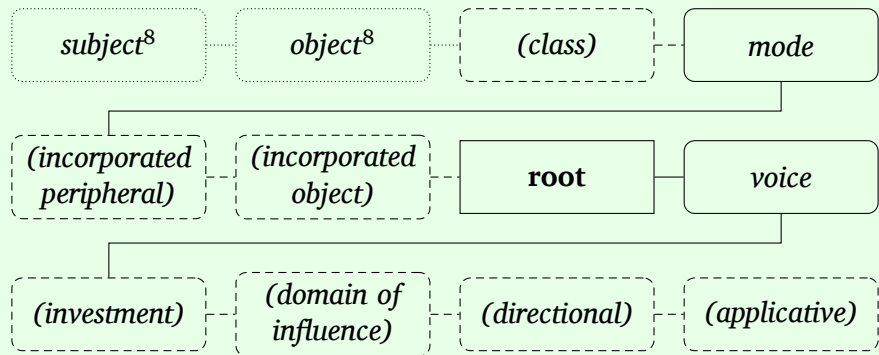 subject⁸ object⁸ (class) mode
(incorporated peripheral) (incorporated object) root voice
(investment) (domain of influence) (directional) (applicative)